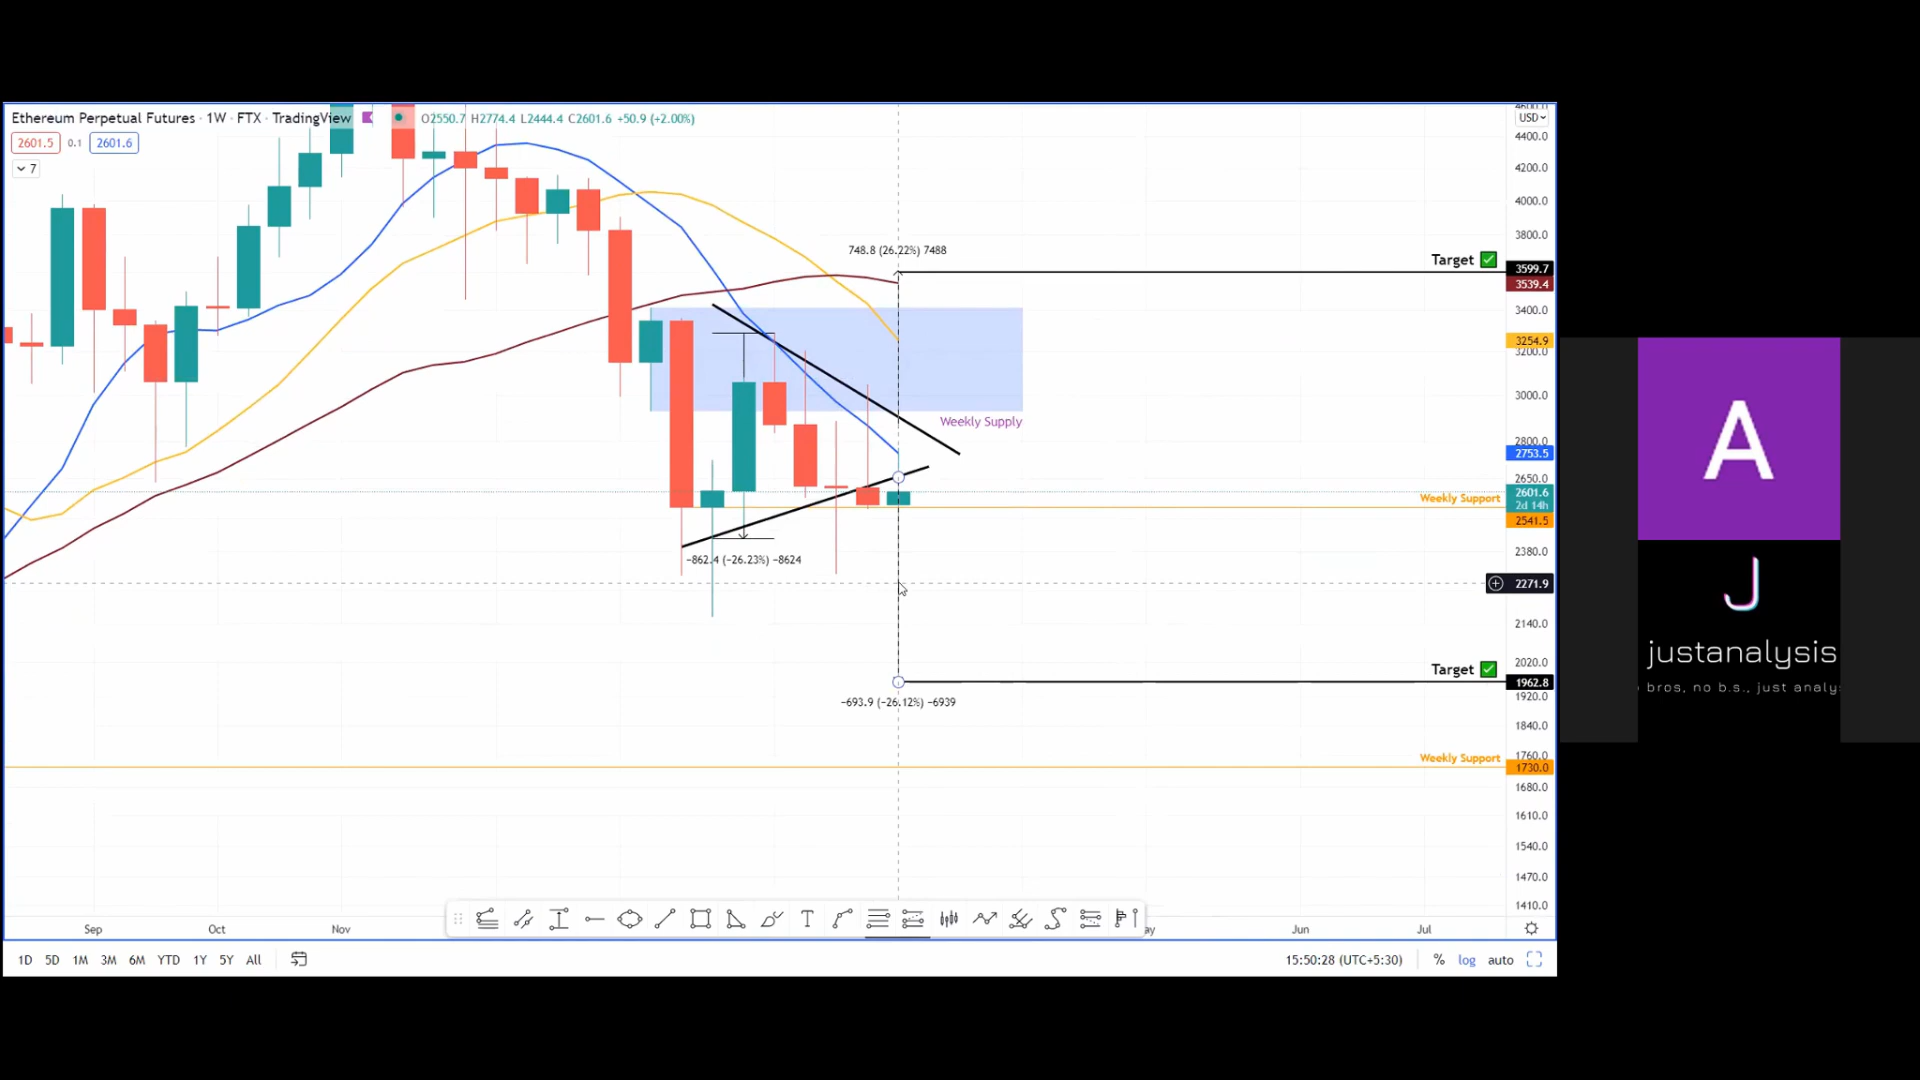 Ethereum Perpetual Futures · 1W · FTX · TradingView O2550.7 H2774.4 L2444.4 C2601.6 +50.9 (+2.00%)
2601.5 0.1 2601.6
7
USD
4400.0
4200.0
4000.0
3800.0
748.8 (26.22%) 7488
Target ✅
3599.7
3539.4
3400.0
3254.9
3200.0
3000.0
Weekly Supply
2800.0
2753.5
2650.0
Weekly Support
2601.6
2d 14h
2541.5
2380.0
−862.4 (−26.23%) −8624
2271.9
2140.0
2020.0
Target ✅
1962.8
1920.0
−693.9 (−26.12%) −6939
1840.0
1760.0
Weekly Support
1730.0
1680.0
1610.0
1540.0
1470.0
1410.0
Sep Oct Nov Jun Jul
T
1D 5D 1M 3M 6M YTD 1Y 5Y All
15:50:28 (UTC+5:30) % log auto
A
J
justanalysis
bros, no b.s., just